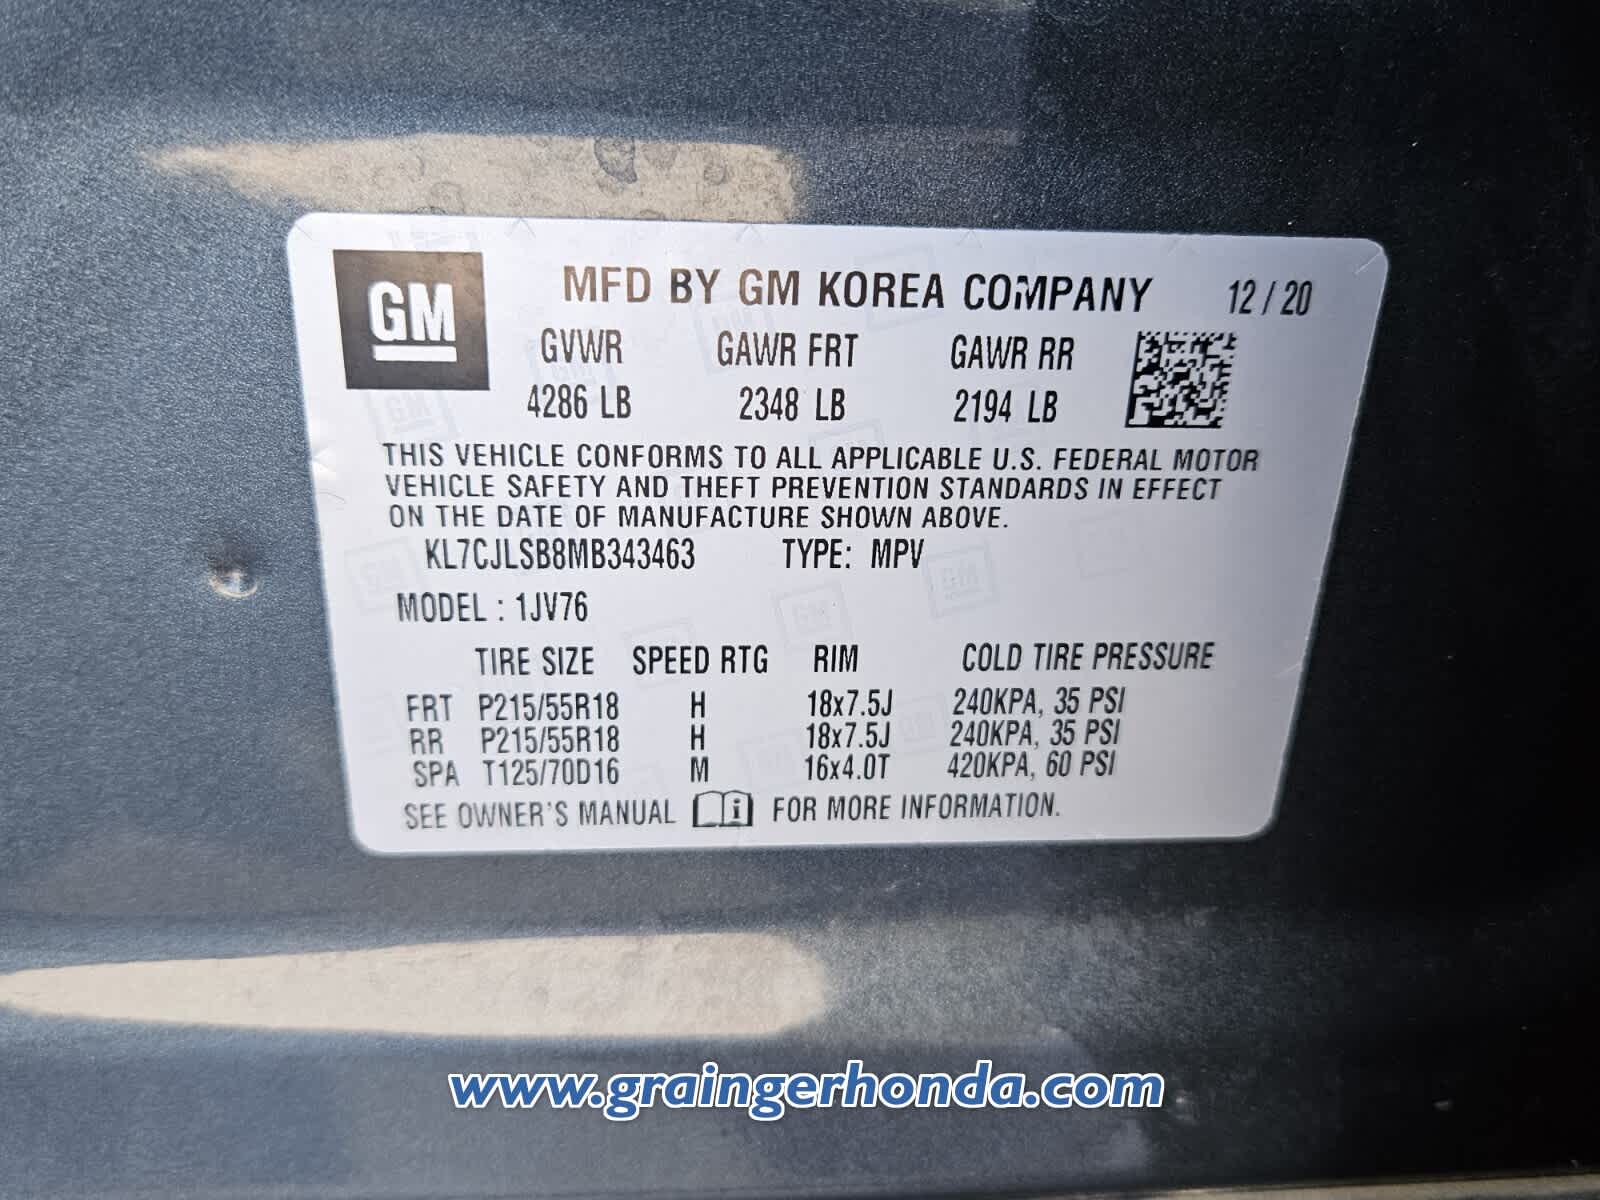 GM
MFD BY GM KOREA COMPANY 12/20
GVWR GAWR FRT GAWR RR
4286 LB 2348 LB 2194 LB
THIS VEHICLE CONFORMS TO ALL APPLICABLE U.S. FEDERAL MOTOR
VEHICLE SAFETY AND THEFT PREVENTION STANDARDS IN EFFECT
ON THE DATE OF MANUFACTURE SHOWN ABOVE.
KL7CJLSB8MB343463 TYPE: MPV
MODEL : 1JV76
TIRE SIZE SPEED RTG RIM COLD TIRE PRESSURE
FRT P215/55R18 H 18x7.5J 240KPA, 35 PSI
RR P215/55R18 H 18x7.5J 240KPA, 35 PSI
SPA T125/70D16 M 16x4.0T 420KPA, 60 PSI
SEE OWNER'S MANUAL i FOR MORE INFORMATION.
www.graingerhonda.com